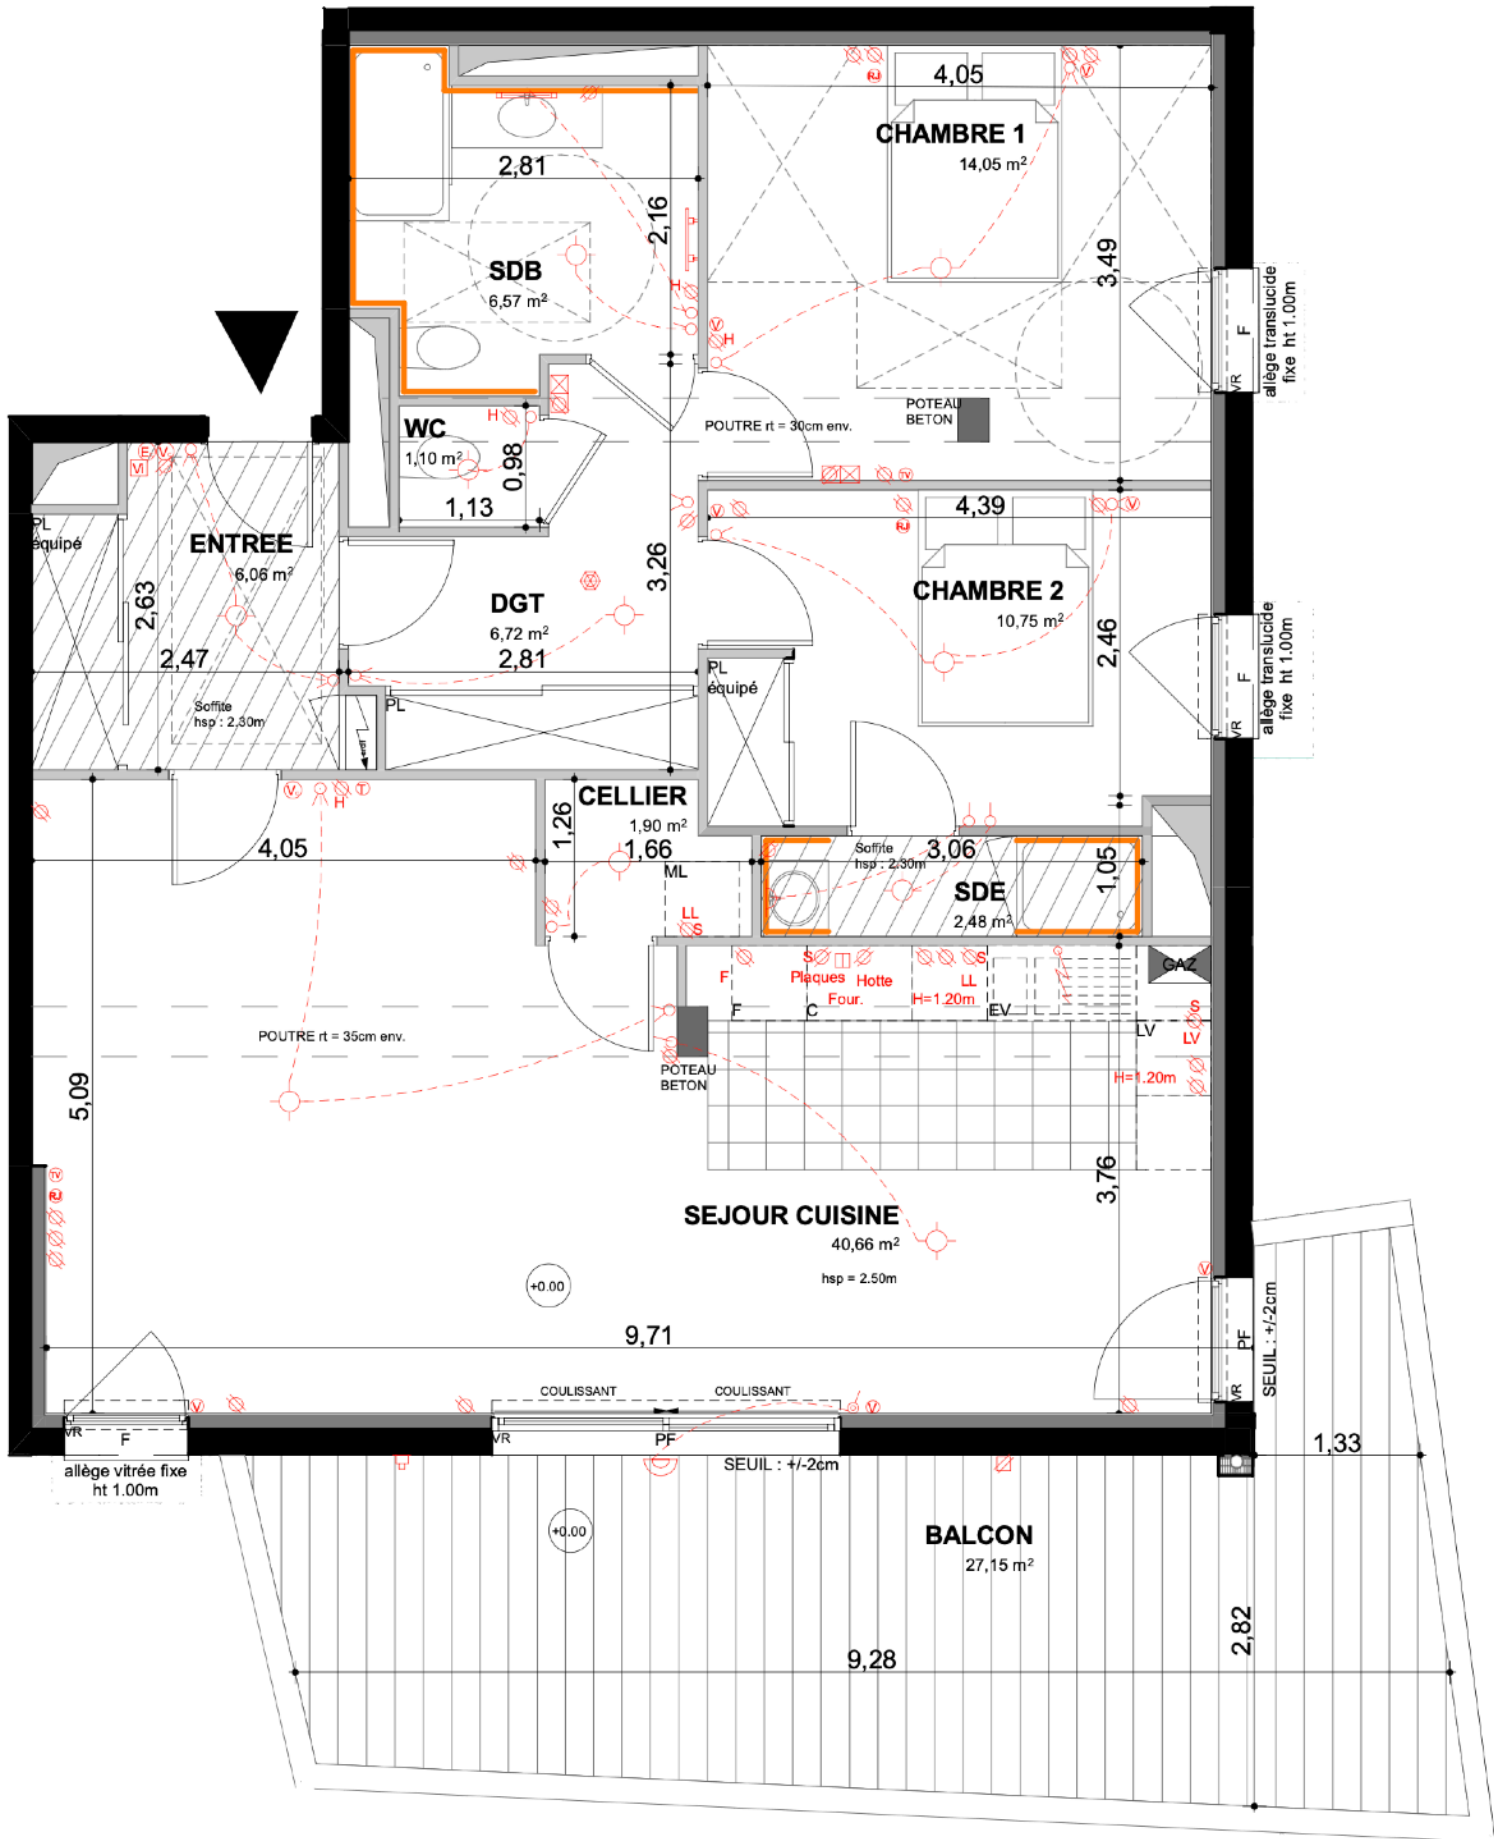 4,05
RJ
V
CHAMBRE 1
14,05 m²
2,81
2,16
3,49
SDB
6,57 m²
H
V
H
F
VR
allège translucide
fixe ht 1.00m
WC
1,10 m²
H
0,98
1,13
POUTRE rt = 30cm env.
POTEAU
BETON
TV
E
V
VI
PL
équipé
ENTREE
6,06 m²
2,63
2,47
Soffite
hsp : 2,30m
DGT
6,72 m²
2,81
3,26
PL
V
RJ
4,39
V
CHAMBRE 2
10,75 m²
2,46
PL
équipé
F
VR
allège translucide
fixe ht 1.00m
V
H
T
4,05
CELLIER
1,90 m²
1,26
1,66
ML
LL
S
Soffite
hsp : 2.30m
3,06
SDE
2,48 m²
1,05
GAZ
F
S
Plaques
Hotte
Four.
S
LL
H=1.20m
F
C
EV
LV
S
LV
H=1.20m
POUTRE rt = 35cm env.
POTEAU
BETON
5,09
3,76
TV
RJ
SEJOUR CUISINE
40,66 m²
hsp = 2.50m
+0.00
V
9,71
PF
VR
SEUIL : +/-2cm
COULISSANT
COULISSANT
V
V
VR
F
allège vitrée fixe
ht 1.00m
VR
PF
SEUIL : +/-2cm
1,33
+0.00
BALCON
27,15 m²
2,82
9,28